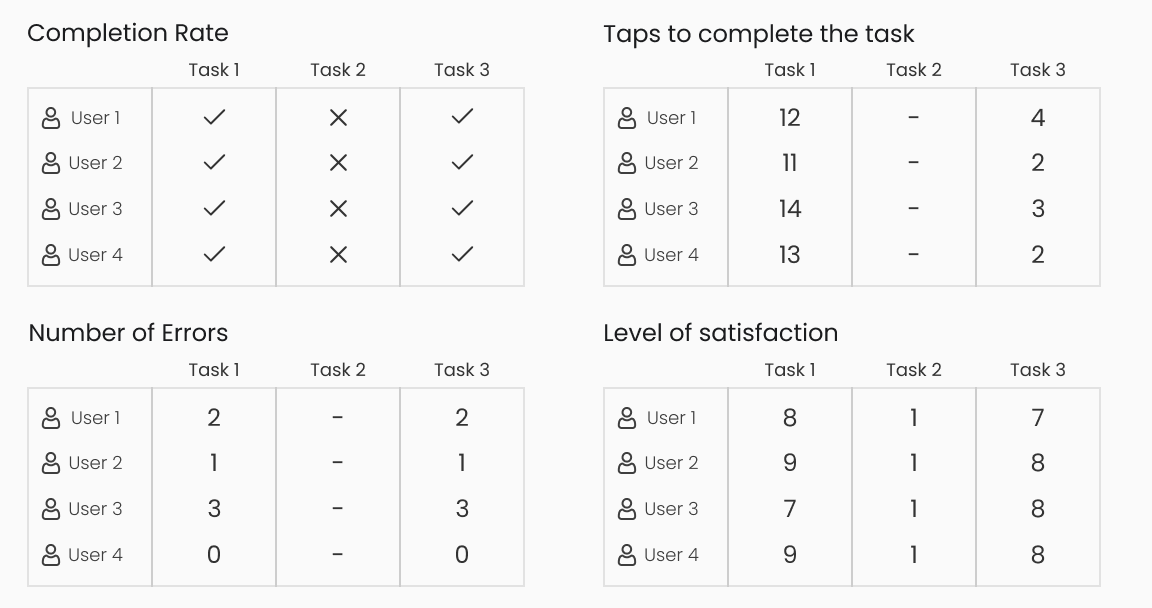 Completion Rate
Task 1 Task 2 Task 3
User 1 ✓ ✕ ✓
User 2 ✓ ✕ ✓
User 3 ✓ ✕ ✓
User 4 ✓ ✕ ✓
Taps to complete the task
Task 1 Task 2 Task 3
User 1 12 - 4
User 2 11 - 2
User 3 14 - 3
User 4 13 - 2
Number of Errors
Task 1 Task 2 Task 3
User 1 2 - 2
User 2 1 - 1
User 3 3 - 3
User 4 0 - 0
Level of satisfaction
Task 1 Task 2 Task 3
User 1 8 1 7
User 2 9 1 8
User 3 7 1 8
User 4 9 1 8